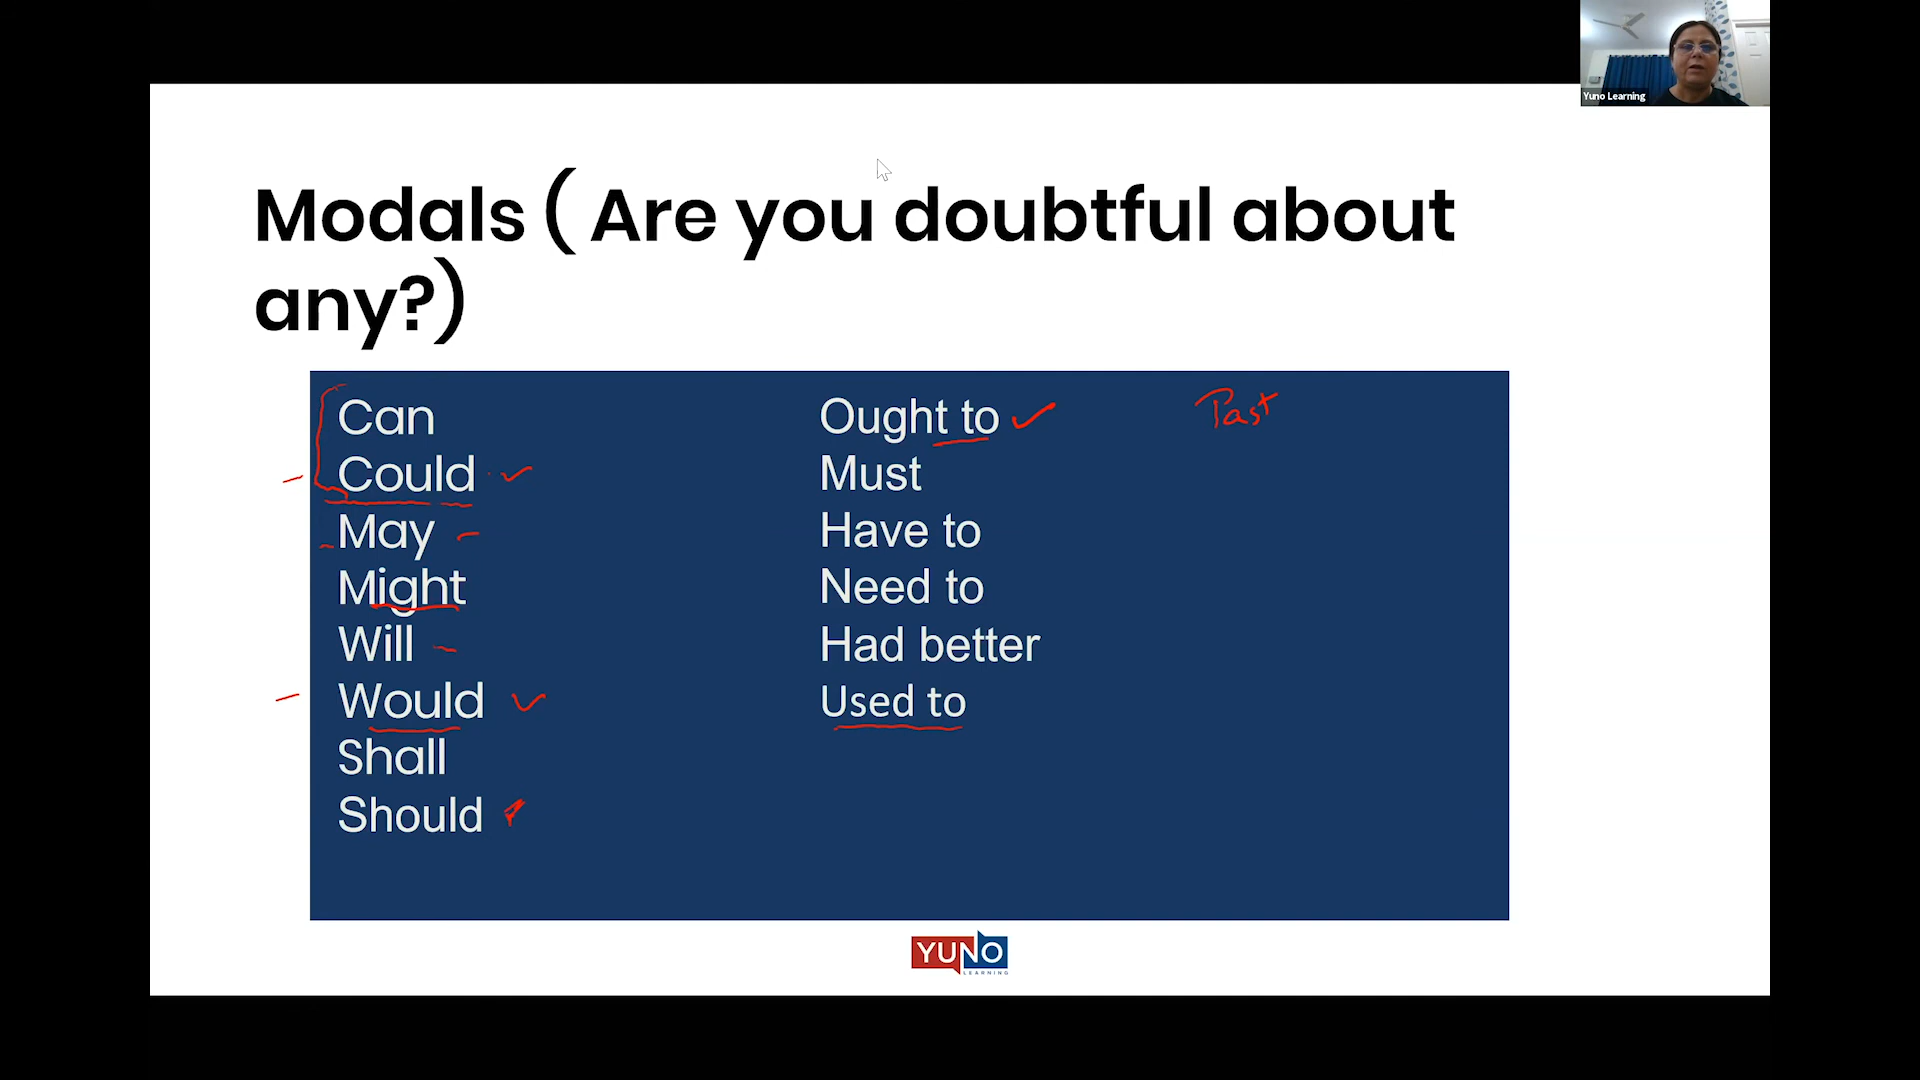 Yuno Learning
Modals ( Are you doubtful about
any?)
Can
Could
May
Might
Will
Would
Shall
Should
Ought to
Must
Have to
Need to
Had better
Used to
Past
YUNO
LEARNING